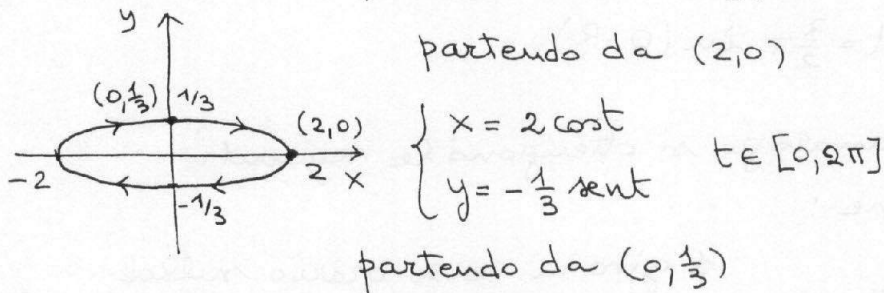 y
(0,1/3) 1/3
(2,0)
-2 2 x
-1/3
partendo da (2,0)
{ x = 2 cost
y = -1/3 sent
t ∈ [0,2π]
partendo da (0,1/3)